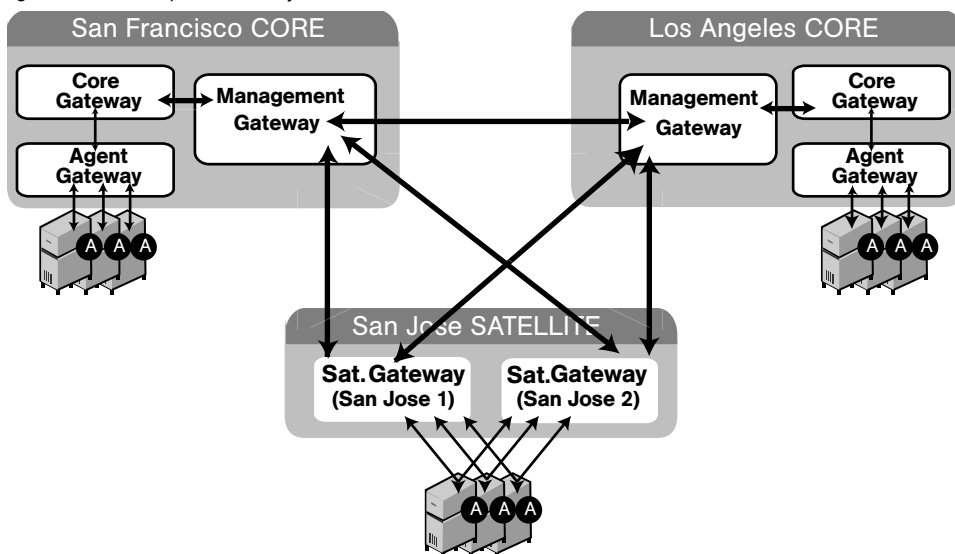 San Francisco CORE
Core
Gateway
Management
Gateway
Agent
Gateway
A A A
Los Angeles CORE
Management
Gateway
Core
Gateway
Agent
Gateway
A A A
San Jose SATELLITE
Sat.Gateway
(San Jose 1)
Sat.Gateway
(San Jose 2)
A A A